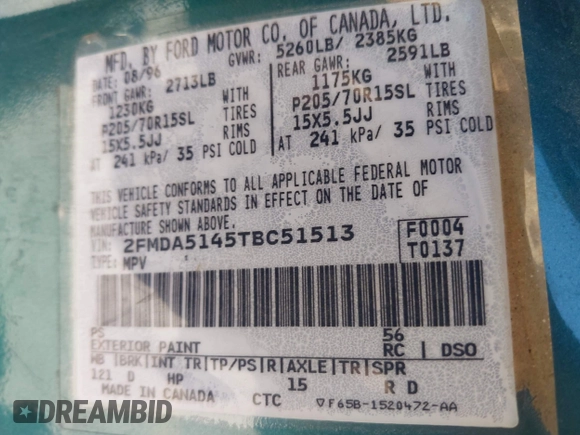 MFD. BY FORD MOTOR CO. OF CANADA, LTD.
DATE: 08/96 GVWR: 5260LB/ 2385KG
FRONT GAWR: 2713LB REAR GAWR: 2591LB
1230KG WITH 1175KG WITH
P205/70R15SL TIRES P205/70R15SL TIRES
15X5.5JJ RIMS 15X5.5JJ RIMS
AT 241 kPa/ 35 PSI COLD AT 241 kPa/ 35 PSI COLD
THIS VEHICLE CONFORMS TO ALL APPLICABLE FEDERAL MOTOR
VEHICLE SAFETY STANDARDS IN EFFECT ON THE DATE OF
MANUFACTURE SHOWN ABOVE.
VIN: 2FMDA5145TBC51513 F0004
TYPE: MPV T0137
PS 56
EXTERIOR PAINT RC DSO
WB BRK INT TR TP/PS R AXLE TR SPR
121 D HP 15 R D
MADE IN CANADA CTC ▽F65B-1520472-AA
DREAMBID